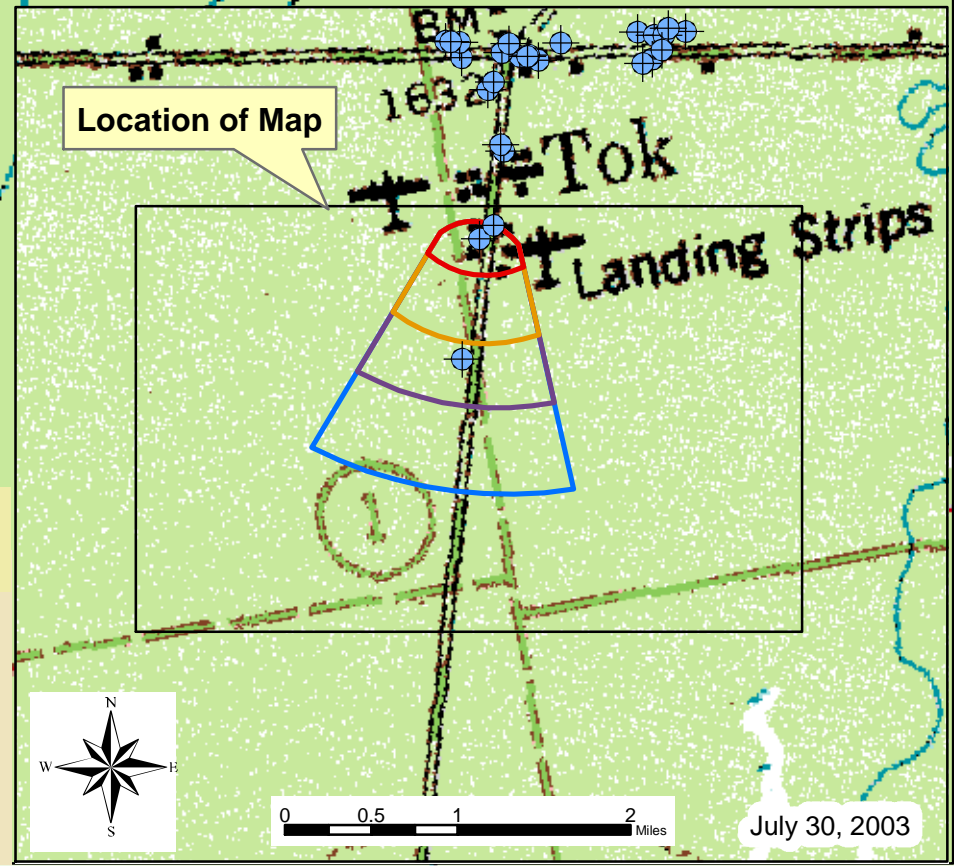 BM
1632
Location of Map
Tok
Landing Strips
N
W E
S
0 0.5 1 2
Miles
July 30, 2003